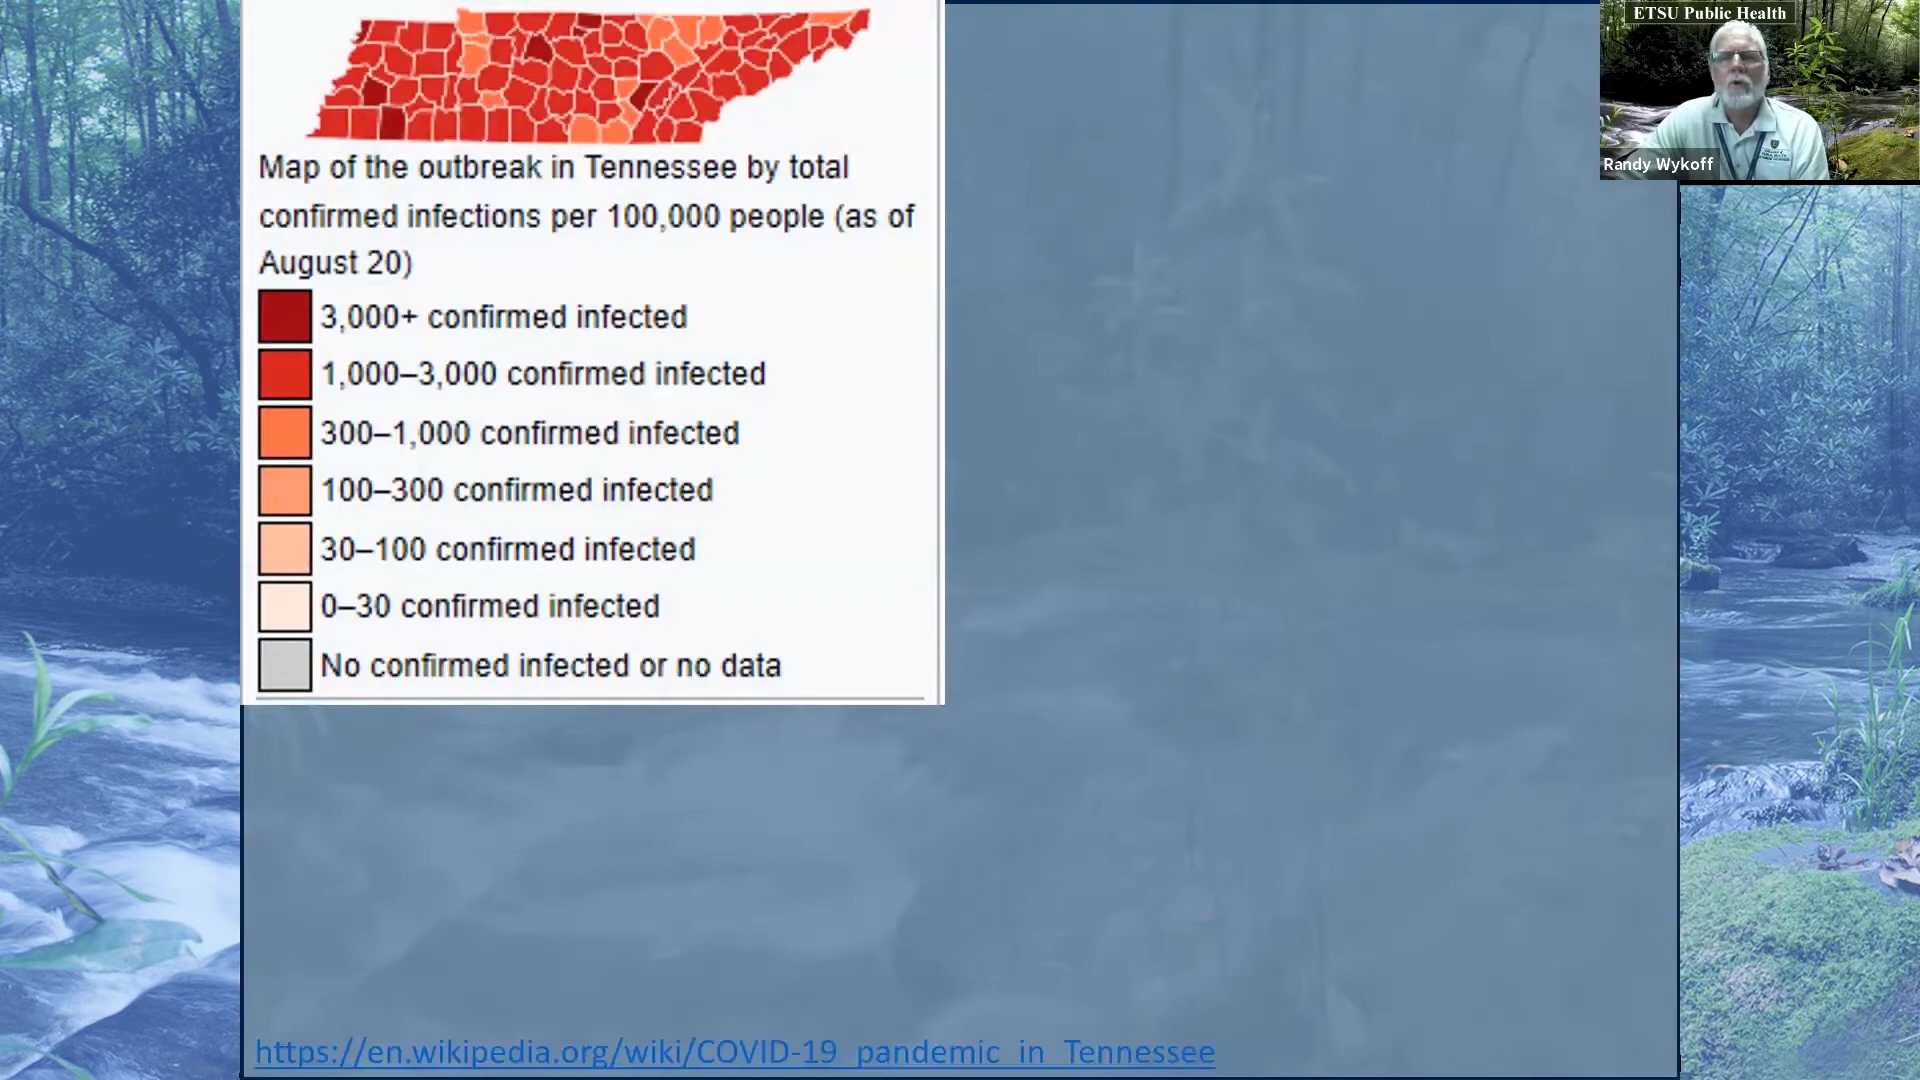 ETSU Public Health
Randy Wykoff
Map of the outbreak in Tennessee by total
confirmed infections per 100,000 people (as of
August 20)
3,000+ confirmed infected
1,000–3,000 confirmed infected
300–1,000 confirmed infected
100–300 confirmed infected
30–100 confirmed infected
0–30 confirmed infected
No confirmed infected or no data
https://en.wikipedia.org/wiki/COVID-19_pandemic_in_Tennessee